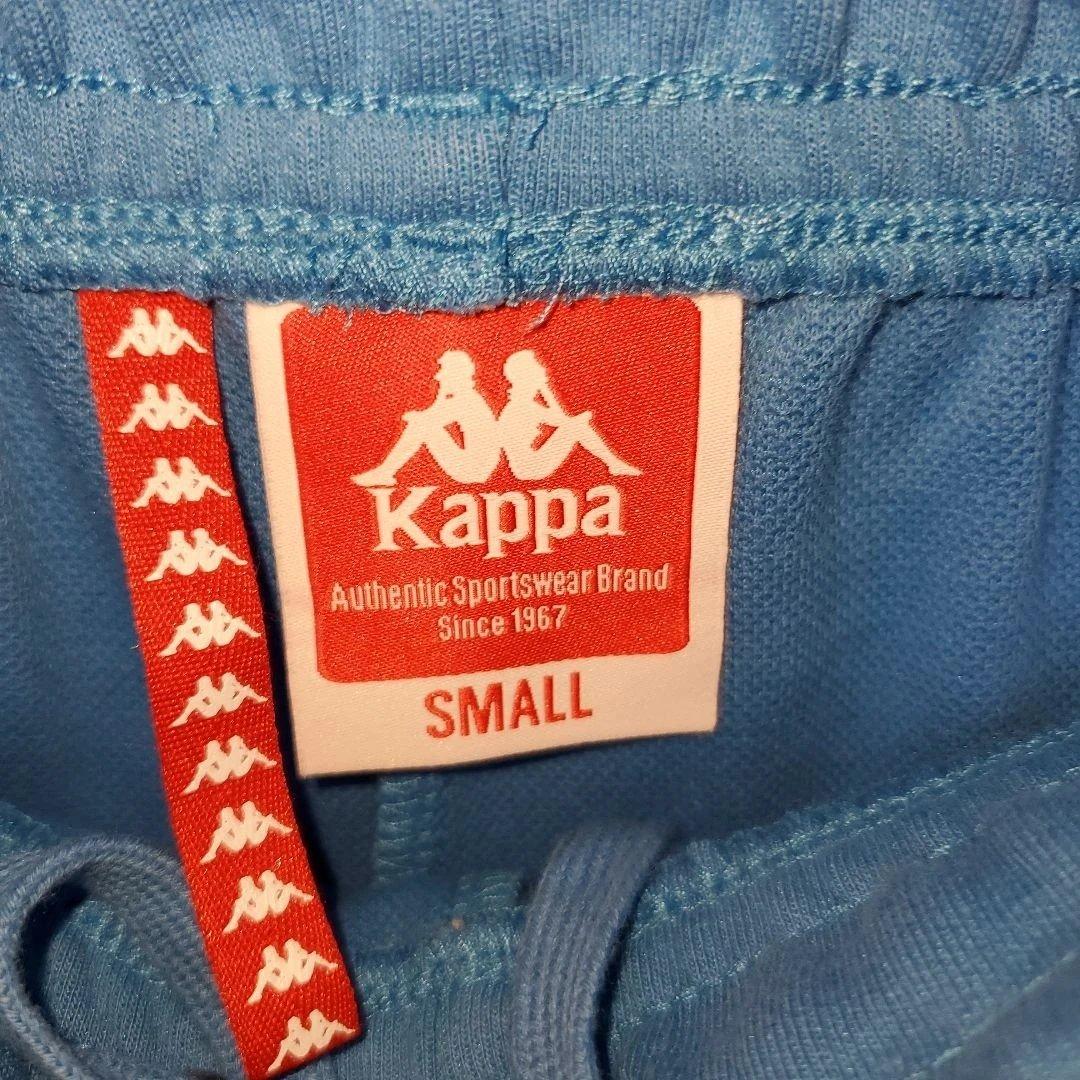 Kappa
Authentic Sportswear Brand
Since 1967
SMALL